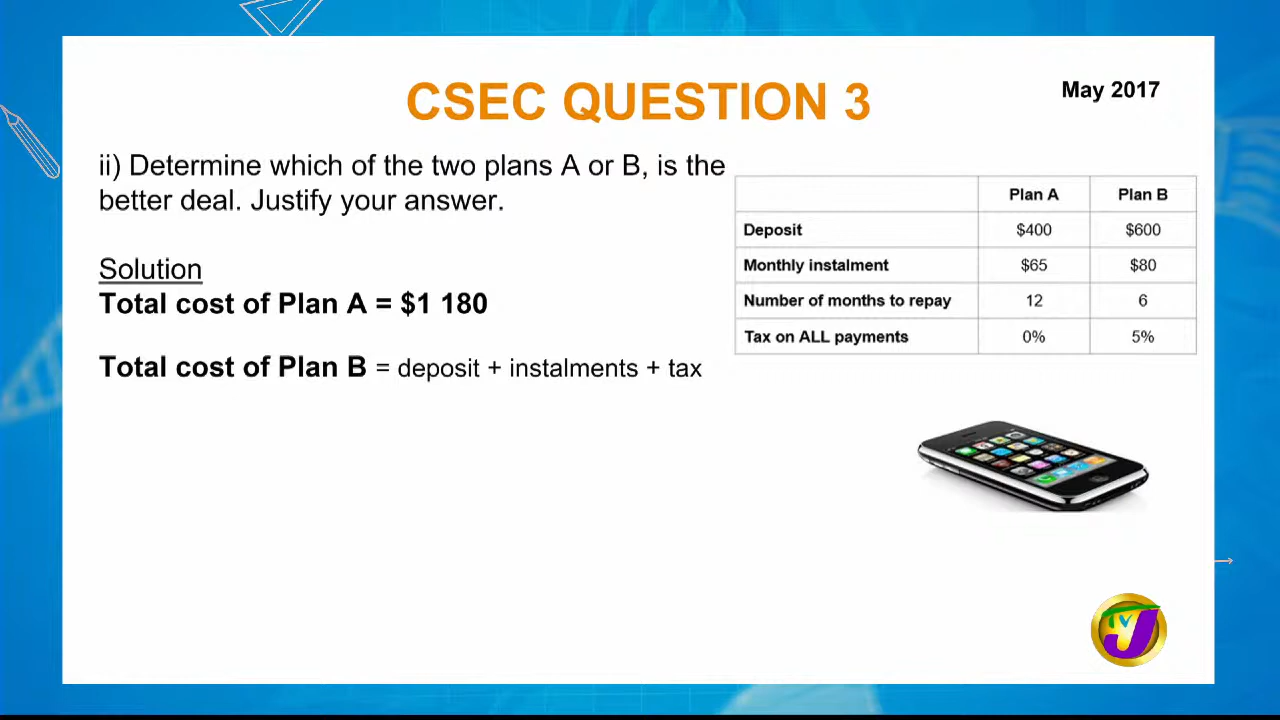 CSEC QUESTION 3
May 2017
ii) Determine which of the two plans A or B, is the
better deal. Justify your answer.
Solution
Total cost of Plan A = $1 180
Total cost of Plan B = deposit + instalments + tax
Plan A Plan B
Deposit $400 $600
Monthly instalment $65 $80
Number of months to repay 12 6
Tax on ALL payments 0% 5%
TVJ